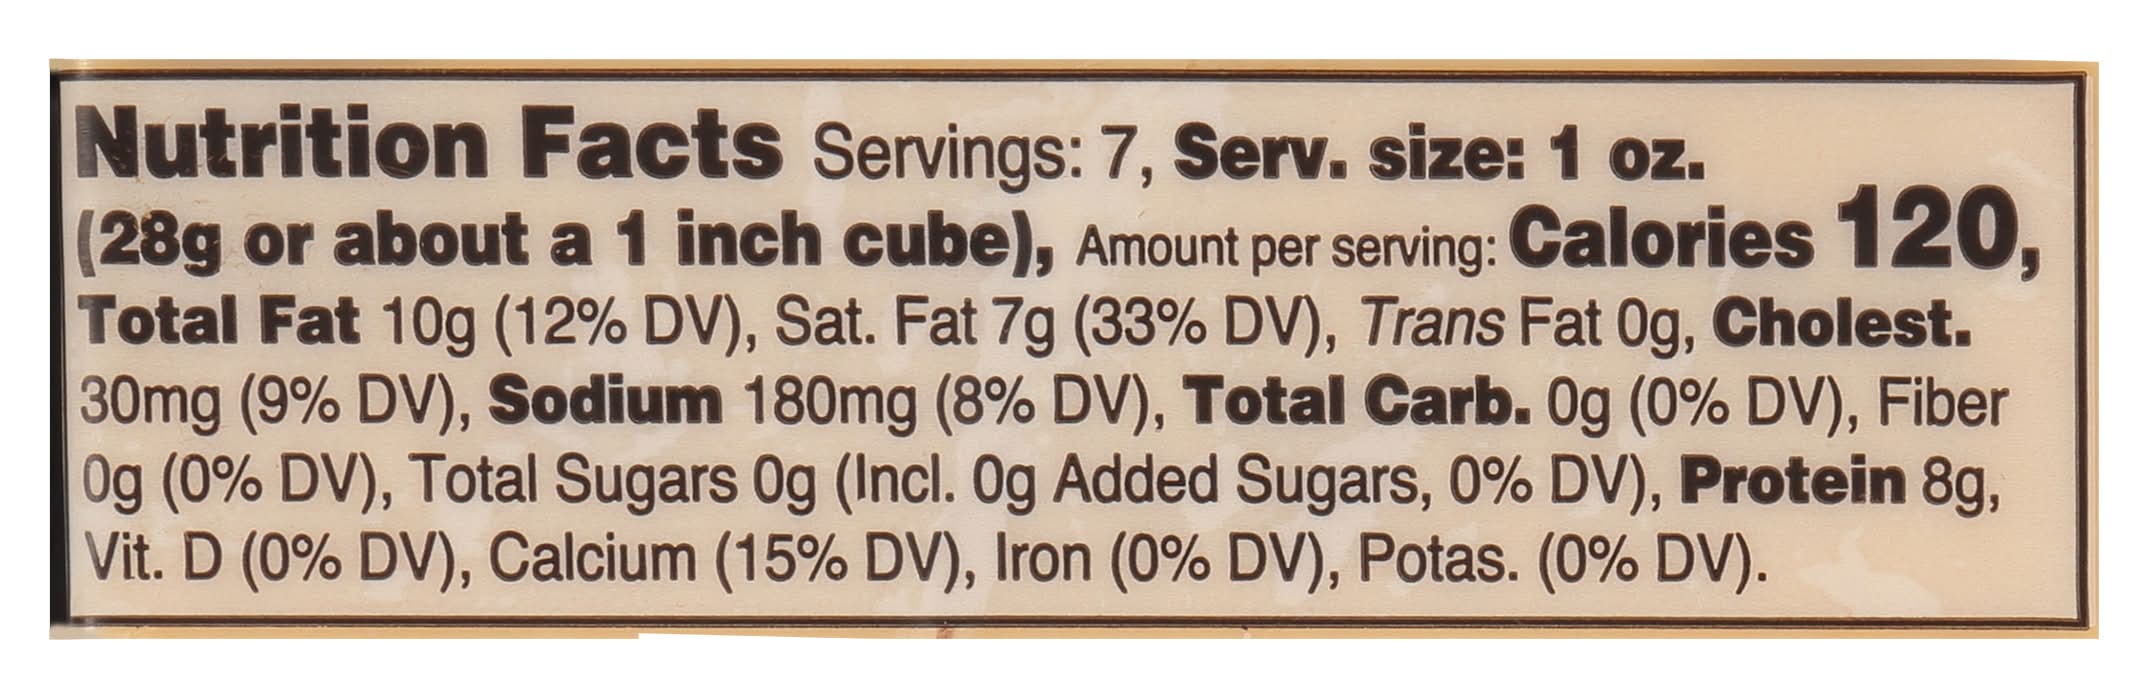 Nutrition Facts Servings: 7, Serv. size: 1 oz.
(28g or about a 1 inch cube), Amount per serving: Calories 120,
Total Fat 10g (12% DV), Sat. Fat 7g (33% DV), Trans Fat 0g, Cholest.
30mg (9% DV), Sodium 180mg (8% DV), Total Carb. 0g (0% DV), Fiber
0g (0% DV), Total Sugars 0g (Incl. 0g Added Sugars, 0% DV), Protein 8g,
Vit. D (0% DV), Calcium (15% DV), Iron (0% DV), Potas. (0% DV).